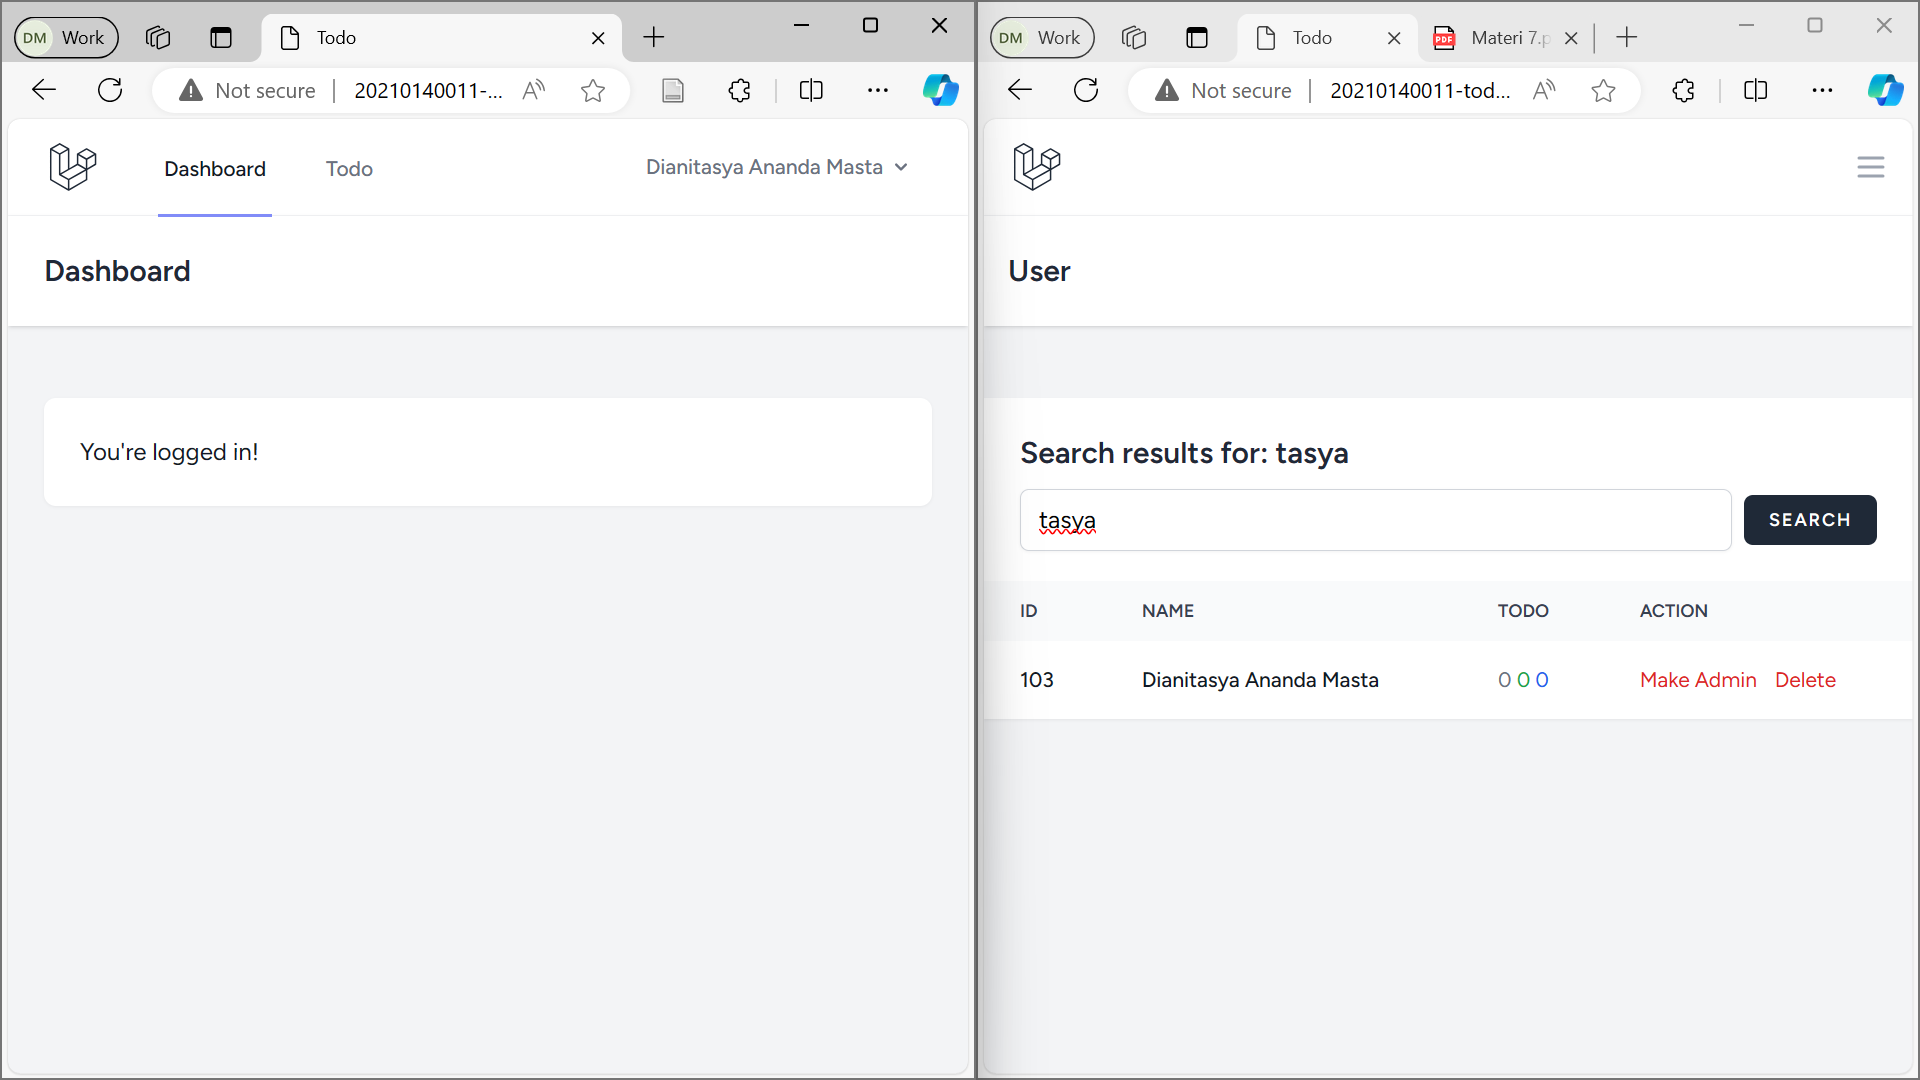 DM Work
Todo
Not secure
20210140011-...
Dashboard
Todo
Dianitasya Ananda Masta
Dashboard
You're logged in!
DM Work
Todo
PDF
Materi 7.p
Not secure
20210140011-tod...
User
Search results for: tasya
tasya
SEARCH
ID NAME TODO ACTION
103 Dianitasya Ananda Masta 0 0 0 Make Admin Delete